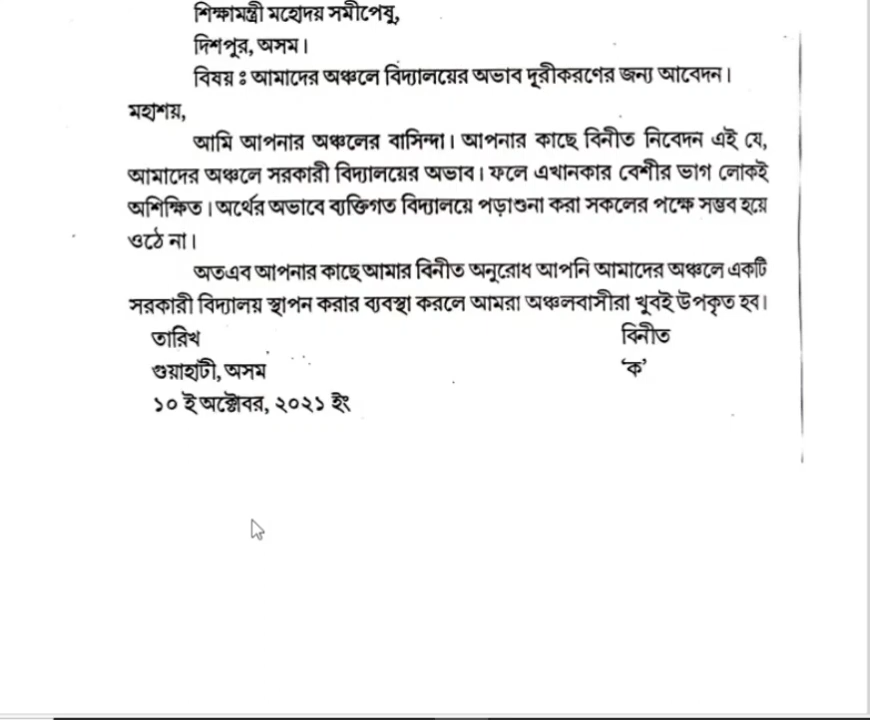 শিক্ষামন্ত্রী মহোদয় সমীপেষু,
দিশপুর, অসম।
বিষয় ঃ আমাদের অঞ্চলে বিদ্যালয়ের অভাব দূরীকরণের জন্য আবেদন।
মহাশয়,
আমি আপনার অঞ্চলের বাসিন্দা। আপনার কাছে বিনীত নিবেদন এই যে,
আমাদের অঞ্চলে সরকারী বিদ্যালয়ের অভাব। ফলে এখানকার বেশীর ভাগ লোকই
অশিক্ষিত। অর্থের অভাবে ব্যক্তিগত বিদ্যালয়ে পড়াশুনা করা সকলের পক্ষে সম্ভব হয়ে
ওঠে না।
অতএব আপনার কাছে আমার বিনীত অনুরোধ আপনি আমাদের অঞ্চলে একটি
সরকারী বিদ্যালয় স্থাপন করার ব্যবস্থা করলে আমরা অঞ্চলবাসীরা খুবই উপকৃত হব।
তারিখ বিনীত
গুয়াহাটী, অসম ‘ক’
১০ ই অক্টোবর, ২০২১ ইং